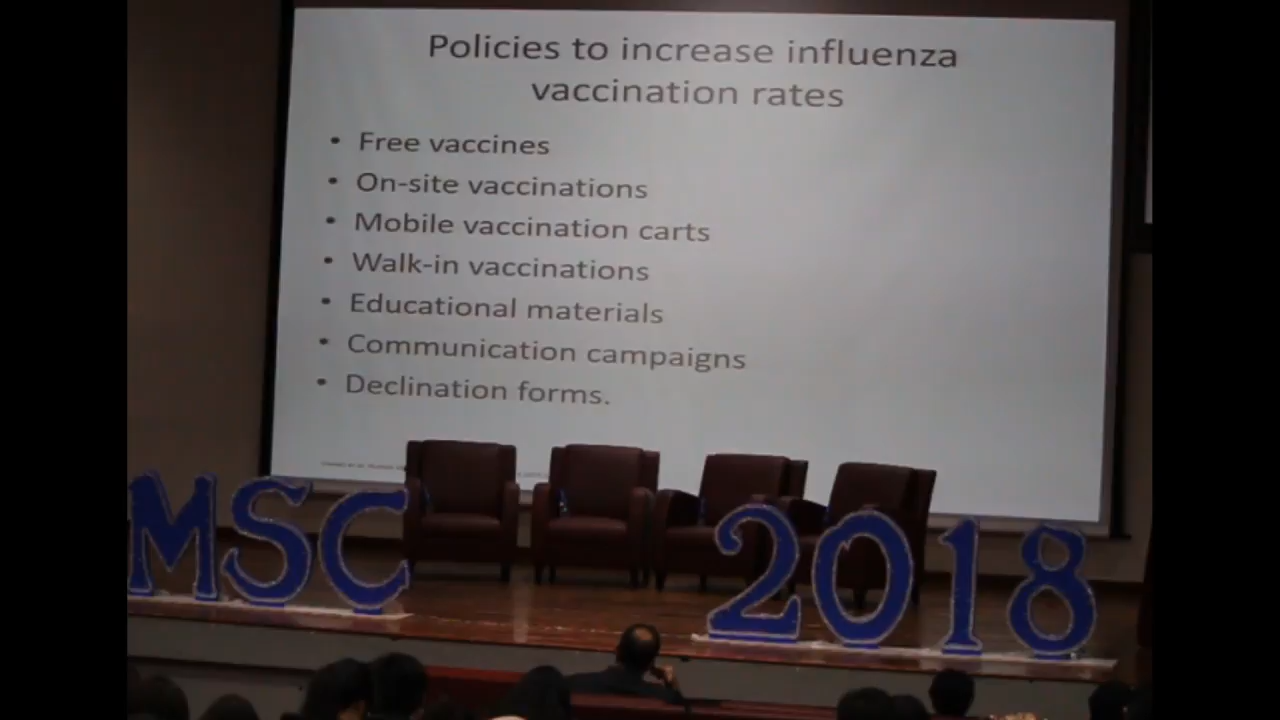 Policies to increase influenza
vaccination rates
• Free vaccines
• On-site vaccinations
• Mobile vaccination carts
• Walk-in vaccinations
• Educational materials
• Communication campaigns
• Declination forms.
MSC 2018